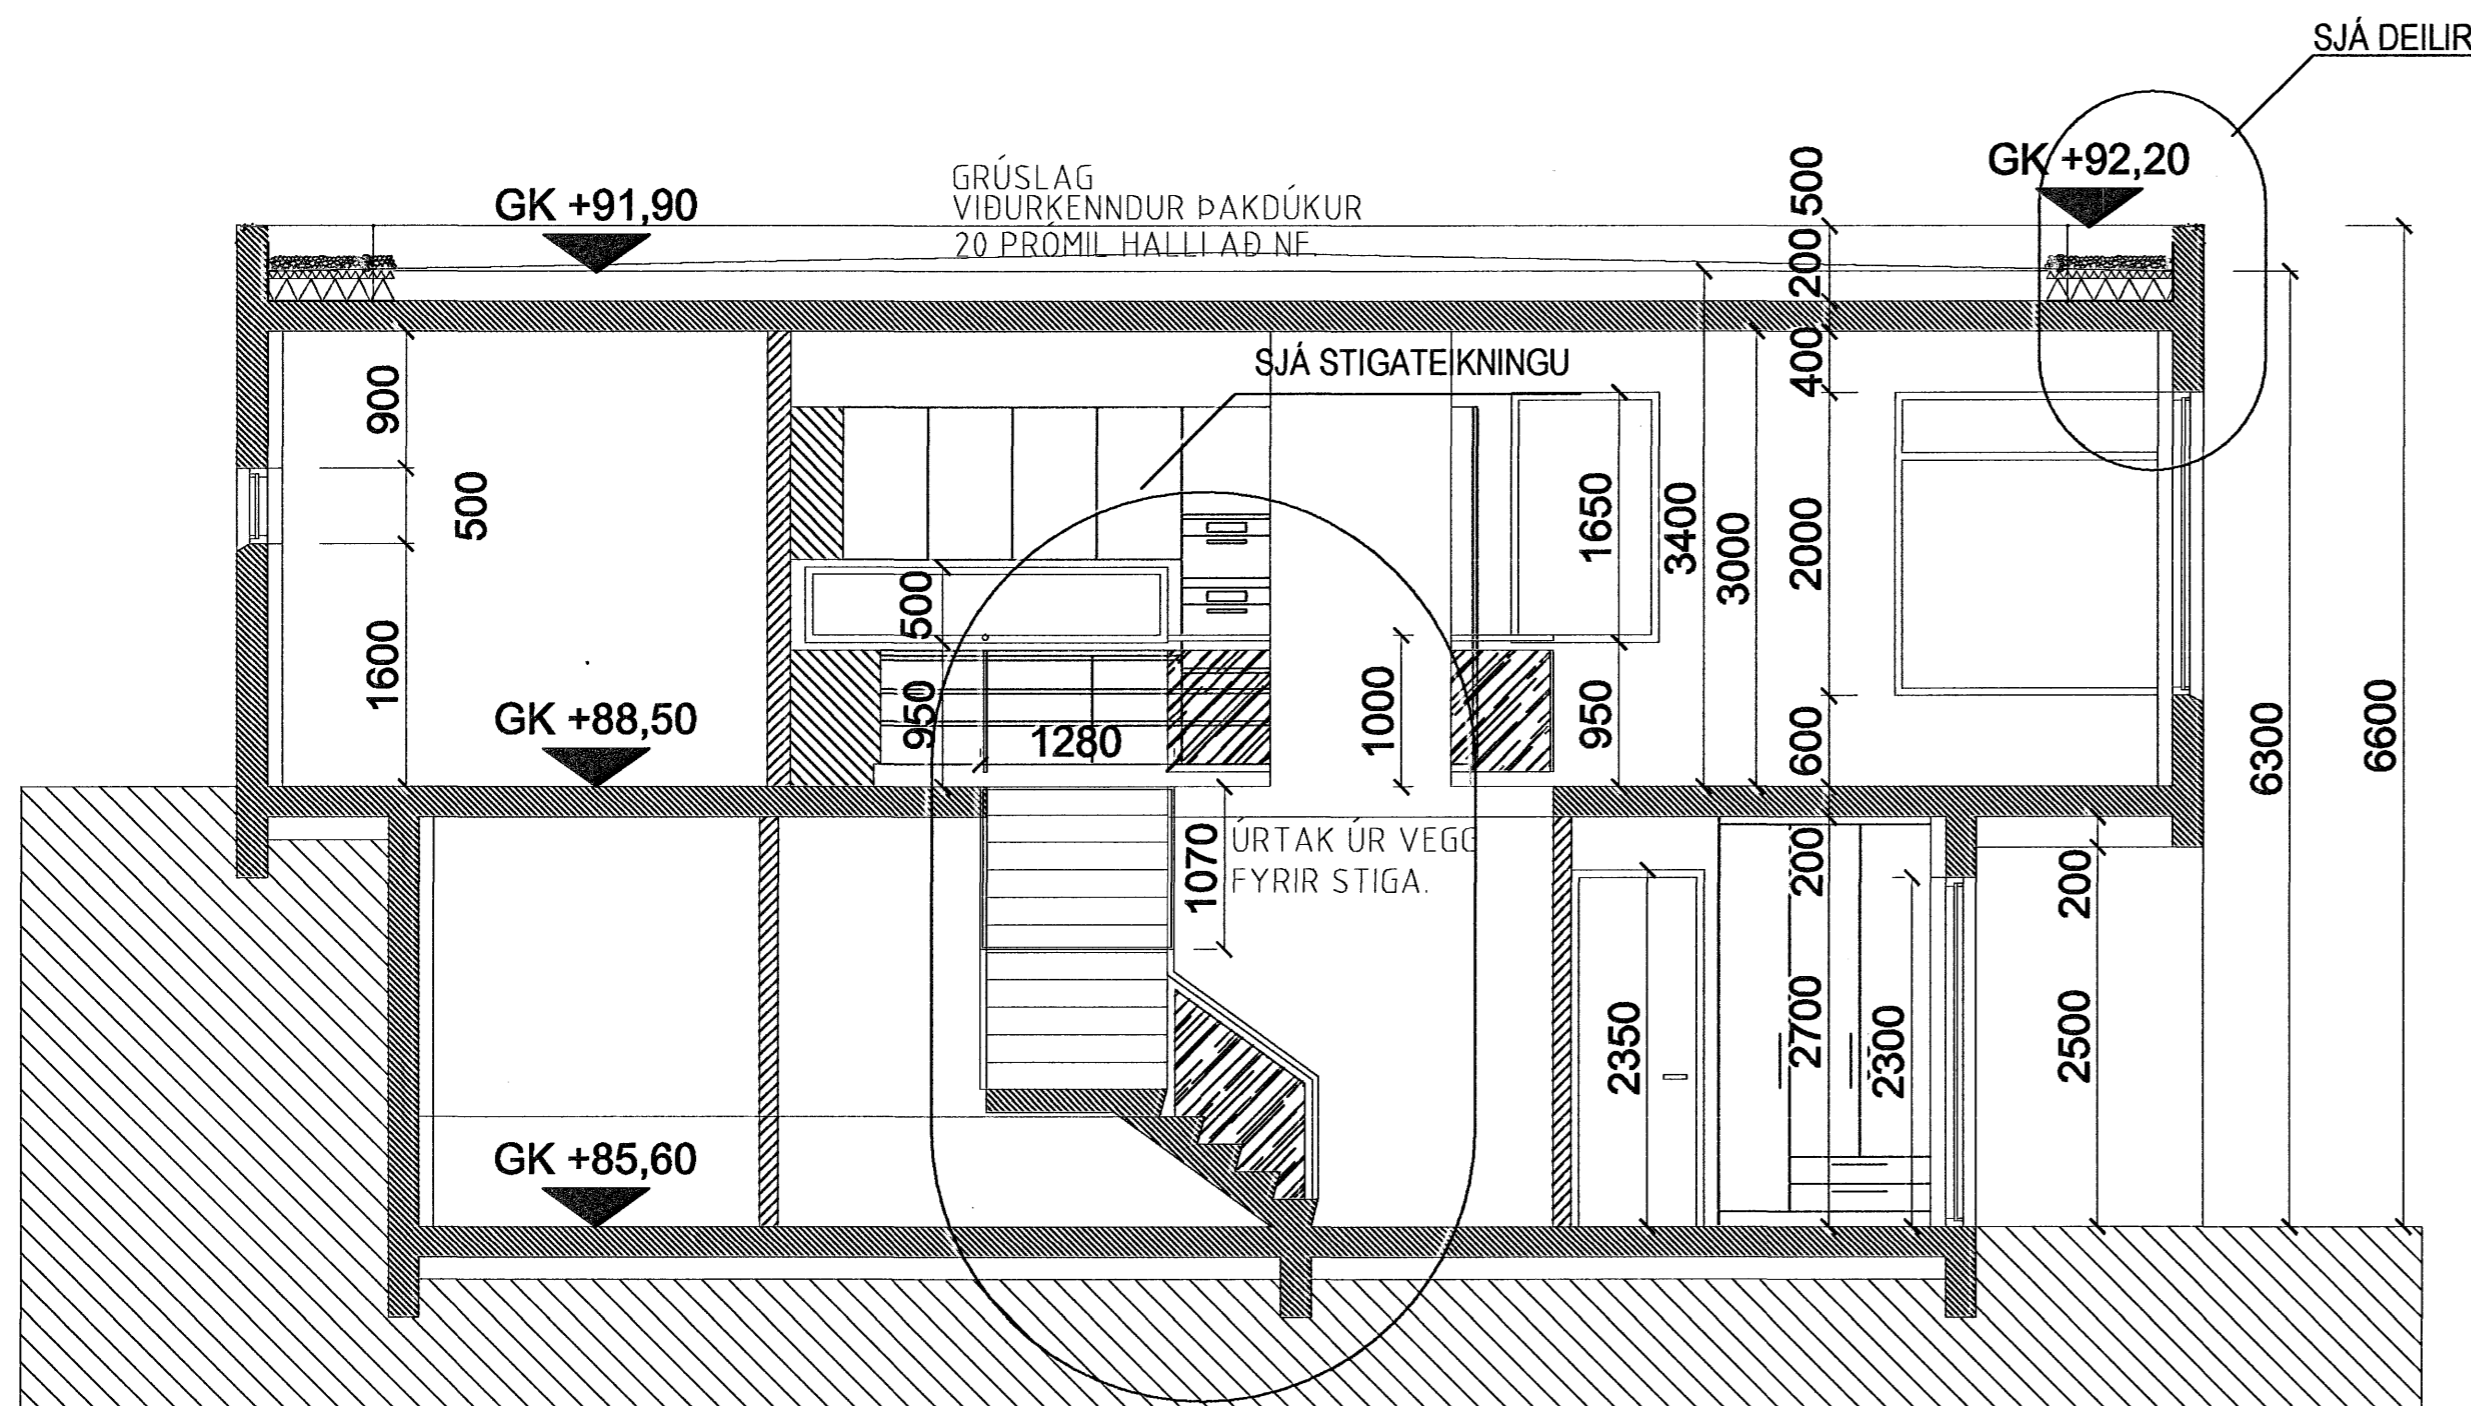 SJÁ DEILIR
GK +92,20
GK +91,90
GRÚSLAG
VIÐURKENNDUR ÞAKDÚKUR
20 PRÓMIL HALLI AÐ NF.
500
200
400
SJÁ STIGATEIKNINGU
900
500
1600
500
950
1280
1000
1650
950
3400
3000
2000
600
6300
6600
GK +88,50
1070
ÚRTAK ÚR VEGG
FYRIR STIGA.
200
200
2350
2700
2300
2500
GK +85,60